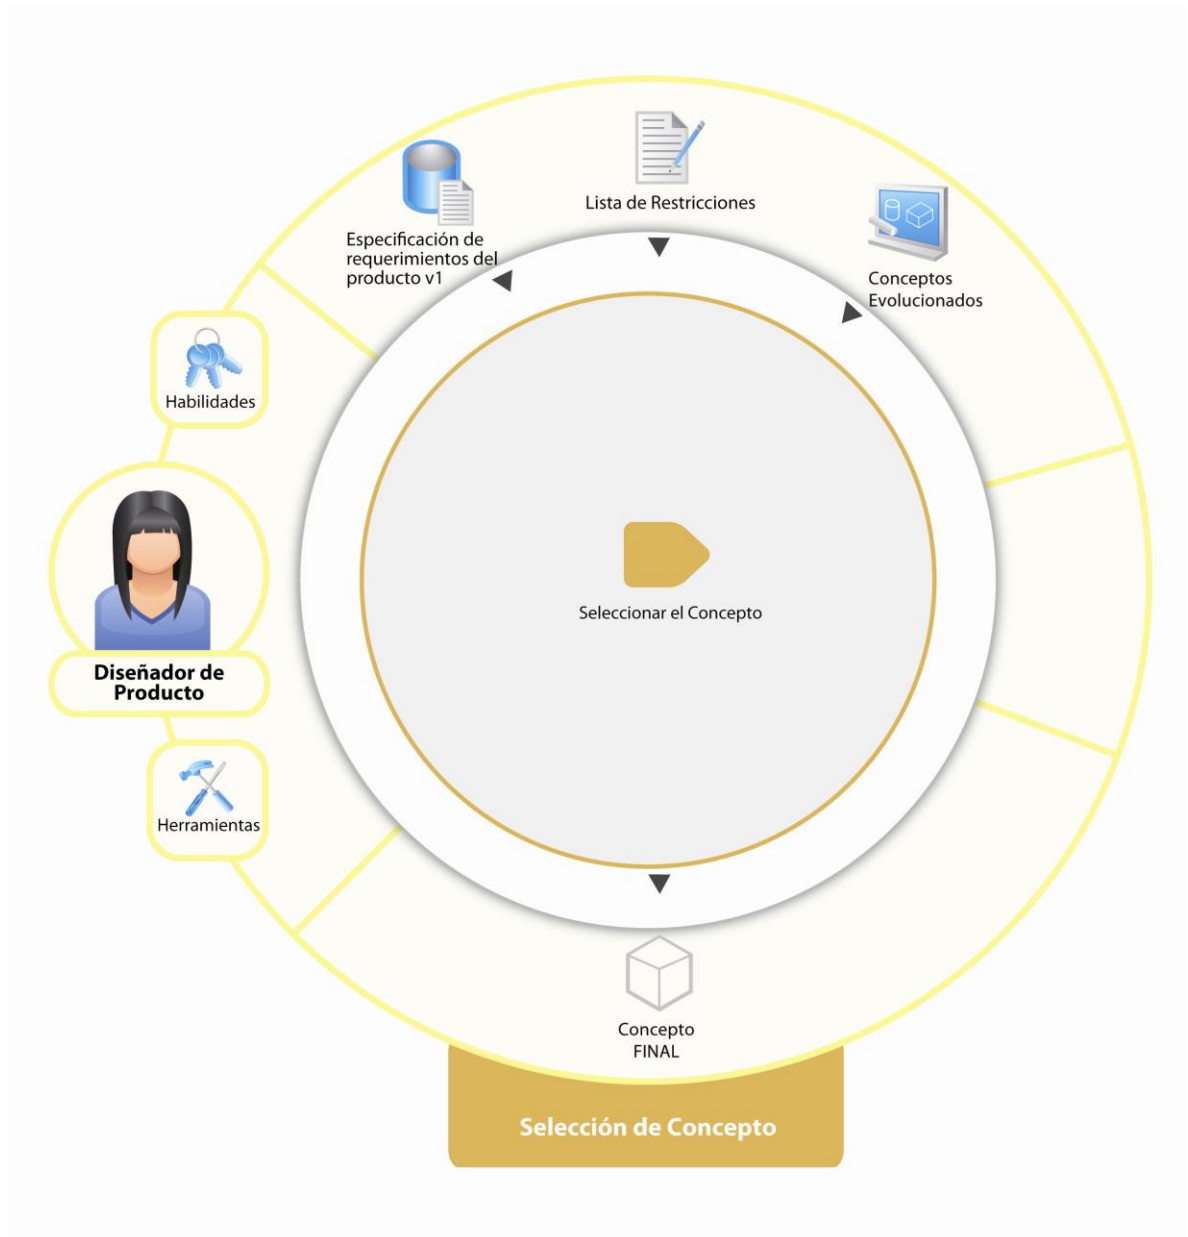 Lista de Restricciones
Especificación de
requerimientos del
producto v1
Conceptos
Evolucionados
Habilidades
Seleccionar el Concepto
Diseñador de
Producto
Herramientas
Concepto
FINAL
Selección de Concepto